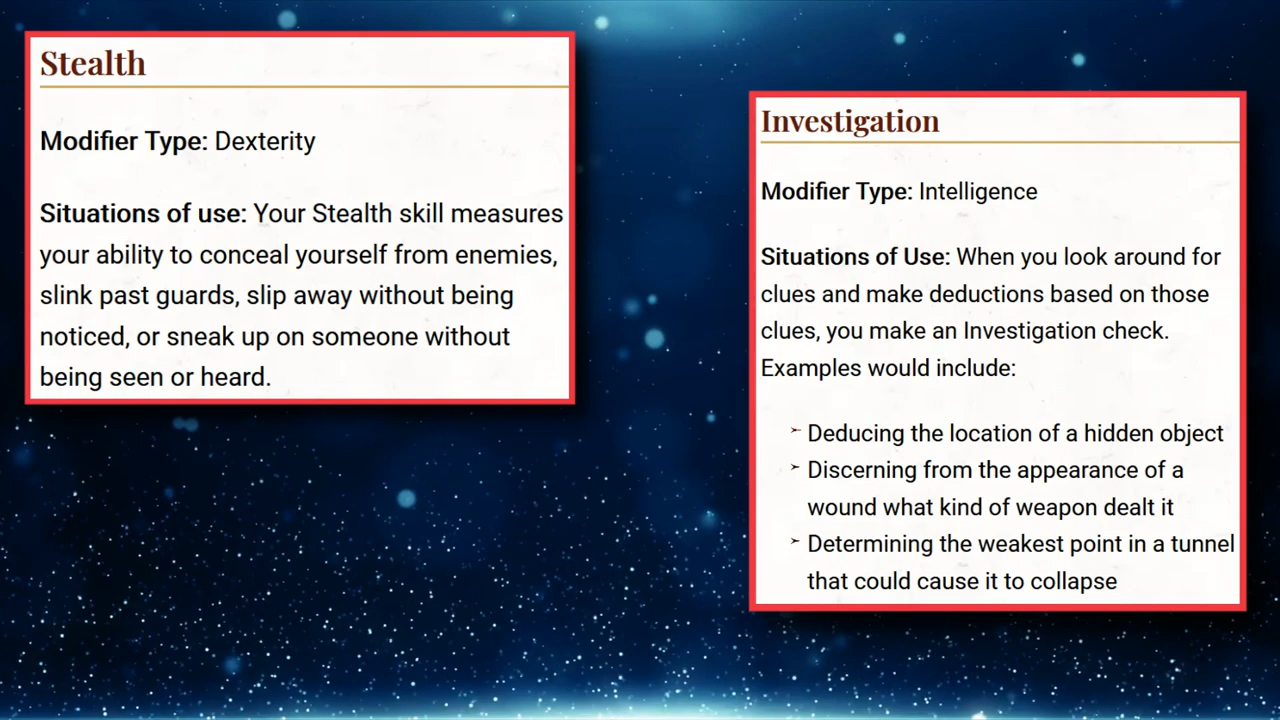 Stealth
Modifier Type: Dexterity
Situations of use: Your Stealth skill measures
your ability to conceal yourself from enemies,
slink past guards, slip away without being
noticed, or sneak up on someone without
being seen or heard.
Investigation
Modifier Type: Intelligence
Situations of Use: When you look around for
clues and make deductions based on those
clues, you make an Investigation check.
Examples would include:
➣ Deducing the location of a hidden object
➣ Discerning from the appearance of a
wound what kind of weapon dealt it
➣ Determining the weakest point in a tunnel
that could cause it to collapse